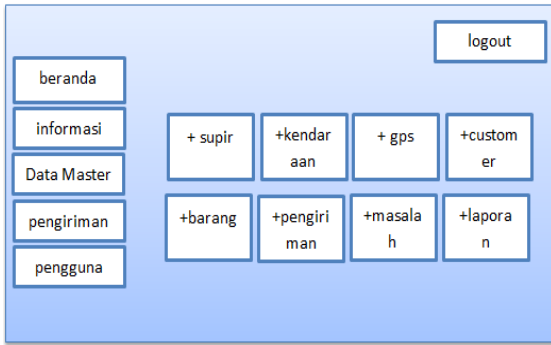 logout
beranda
informasi
Data Master
pengiriman
pengguna
+ supir
+kendar
aan
+ gps
+custom
er
+barang
+pengiri
man
+masala
h
+lapora
n